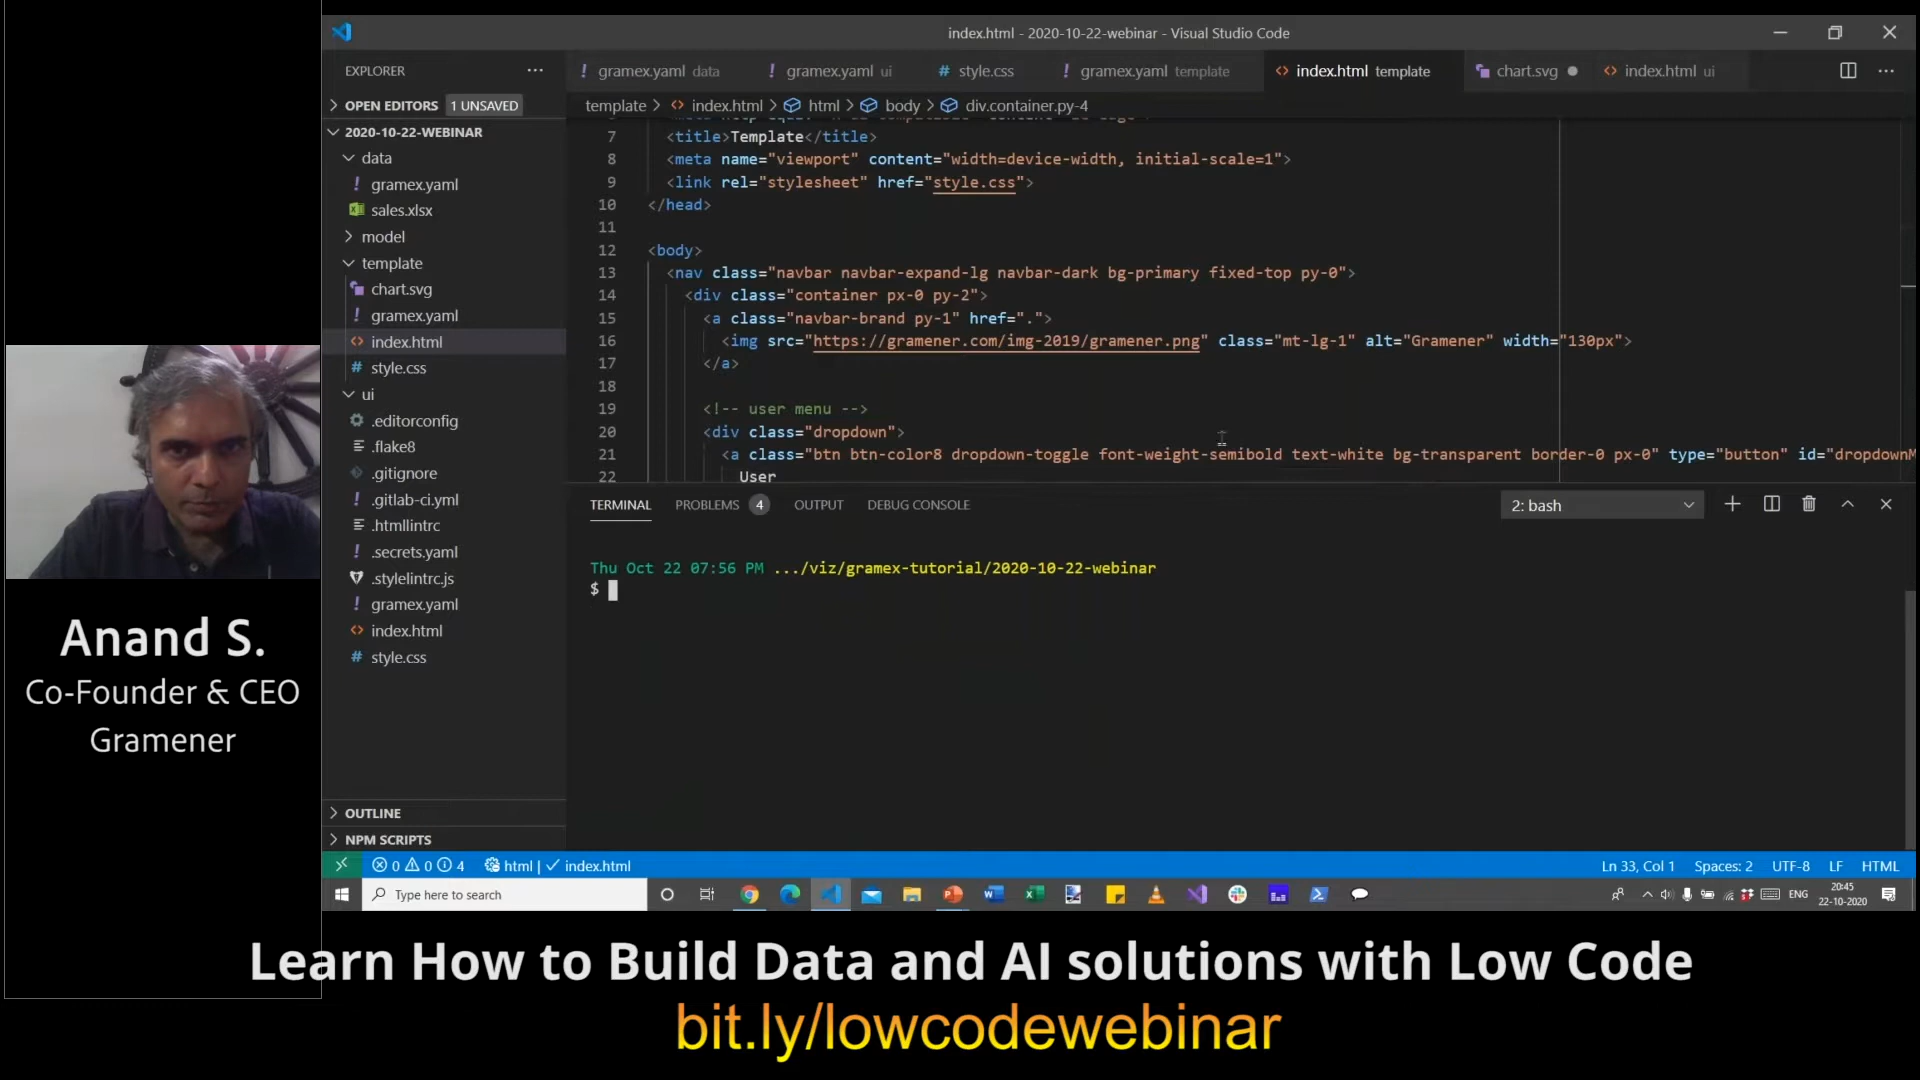 index.html - 2020-10-22-webinar - Visual Studio Code
EXPLORER
gramex.yaml data
gramex.yaml ui
# style.css
gramex.yaml template
index.html template
chart.svg
index.html ui
OPEN EDITORS 1 UNSAVED
template > index.html > html > body > div.container.py-4
2020-10-22-WEBINAR
data
gramex.yaml
sales.xlsx
model
template
chart.svg
gramex.yaml
index.html
# style.css
ui
.editorconfig
.flake8
.gitignore
.gitlab-ci.yml
.htmllintrc
.secrets.yaml
.stylelintrc.js
gramex.yaml
index.html
# style.css
OUTLINE
NPM SCRIPTS
7 <title>Template</title>
8 <meta name="viewport" content="width=device-width, initial-scale=1">
9 <link rel="stylesheet" href="style.css">
10 </head>
11
12 <body>
13 <nav class="navbar navbar-expand-lg navbar-dark bg-primary fixed-top py-0">
14 <div class="container px-0 py-2">
15 <a class="navbar-brand py-1" href=".">
16 <img src="https://gramener.com/img-2019/gramener.png" class="mt-lg-1" alt="Gramener" width="130px">
17 </a>
18
19 <!-- user menu -->
20 <div class="dropdown">
21 <a class="btn btn-color8 dropdown-toggle font-weight-semibold text-white bg-transparent border-0 px-0" type="button" id="dropdownM
22 User
TERMINAL PROBLEMS 4 OUTPUT DEBUG CONSOLE
2: bash
Thu Oct 22 07:56 PM .../viz/gramex-tutorial/2020-10-22-webinar
$
0 0 4 html | index.html
Ln 33, Col 1 Spaces: 2 UTF-8 LF HTML
Type here to search
ENG
20:45
22-10-2020
Anand S.
Co-Founder & CEO
Gramener
Learn How to Build Data and AI solutions with Low Code
bit.ly/lowcodewebinar